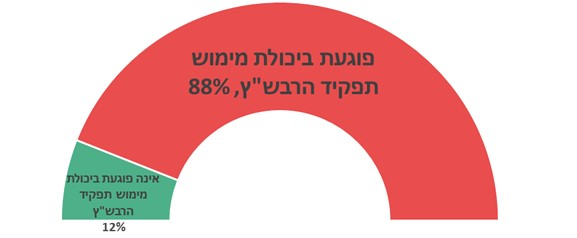 פוגעת ביכולת מימוש
תפקיד הרבש"ץ, 88%
אינה פוגעת ביכולת
מימוש תפקיד
הרבש"ץ
12%